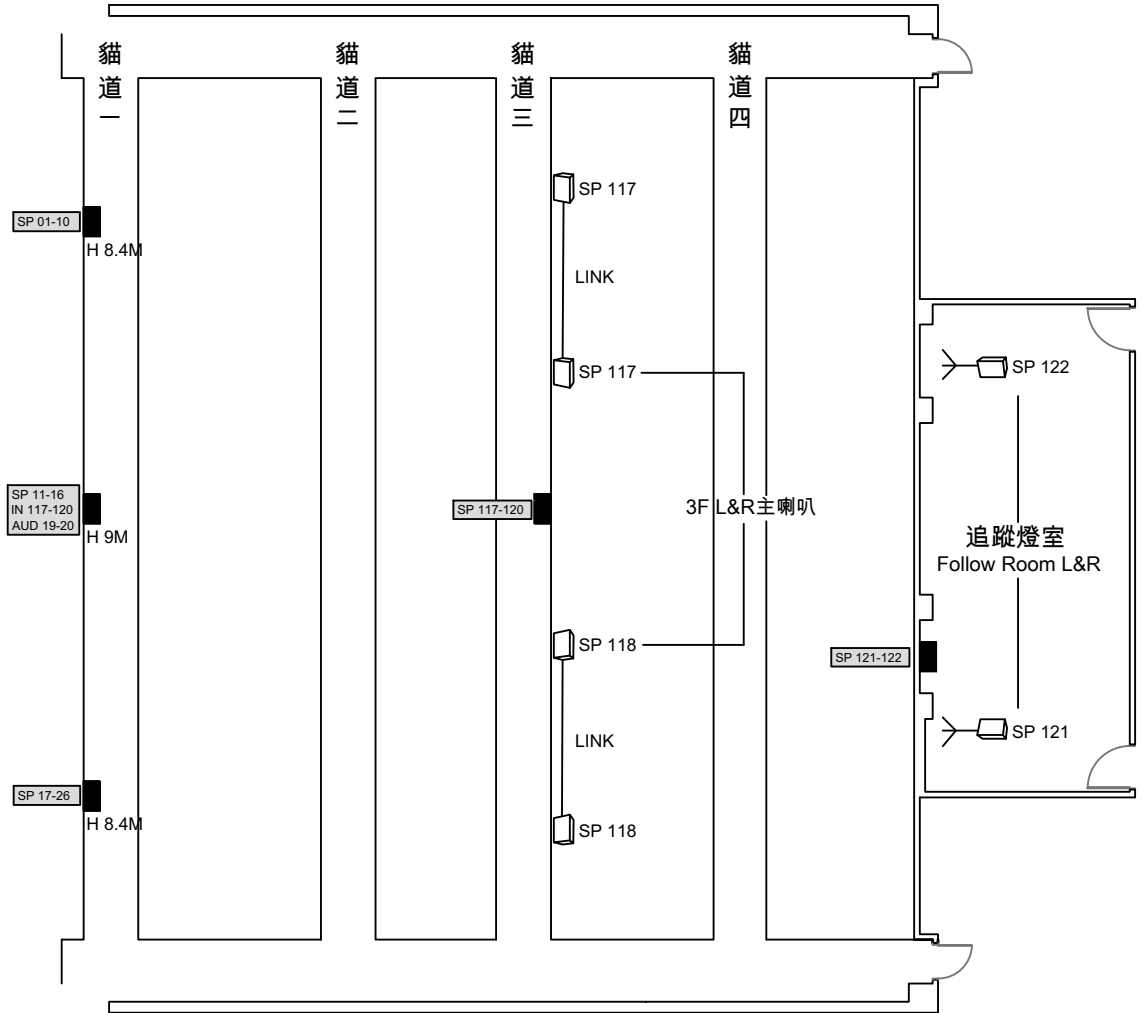 貓道一
貓道二
貓道三
貓道四
SP 117
SP 01-10
H 8.4M
LINK
SP 117
SP 122
SP 11-16
IN 117-120
AUD 19-20
H 9M
SP 117-120
3F L&R主喇叭
追蹤燈室
Follow Room L&R
SP 118
SP 121-122
SP 121
LINK
SP 17-26
H 8.4M
SP 118